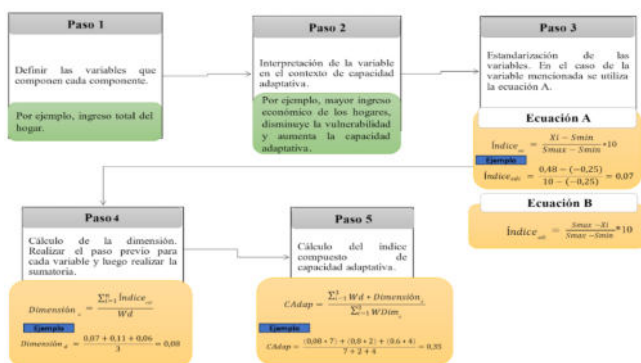 Paso 1
Definir las variables que
componen cada componente.
Por ejemplo, ingreso total del
hogar.
Paso 2
Interpretación de la variable
en el contexto de capacidad
adaptativa.
Por ejemplo, mayor ingreso
económico de los hogares,
disminuye la vulnerabilidad
y aumenta la capacidad
adaptativa.
Paso 3
Estandarización de las
variables. En el caso de la
variable mencionada se utiliza
la ecuación A.
Ecuación A
Índice = Xi − Smin / Smax − Smin * 10
Ejemplo
Índice = 0,48 − (−0,25) / 10 − (−0,25) = 0,07
Ecuación B
Índice = Smax − Xi / Smax − Smin * 10
Paso 4
Cálculo de la dimensión.
Realizar el paso previo para
cada variable y luego realizar la
sumatoria.
Dimensión = ∑ Índice / Wd
Ejemplo
Dimensión = 0,07 + 0,11 + 0,06 / 3 = 0,08
Paso 5
Cálculo del índice
compuesto de
capacidad adaptativa.
CAdap = ∑ Wd * Dimensión / ∑ WDim
Ejemplo
CAdap = (0,08 * 7) + (0,8 * 2) + (0,6 * 4) / 7 + 2 + 4 = 0,35